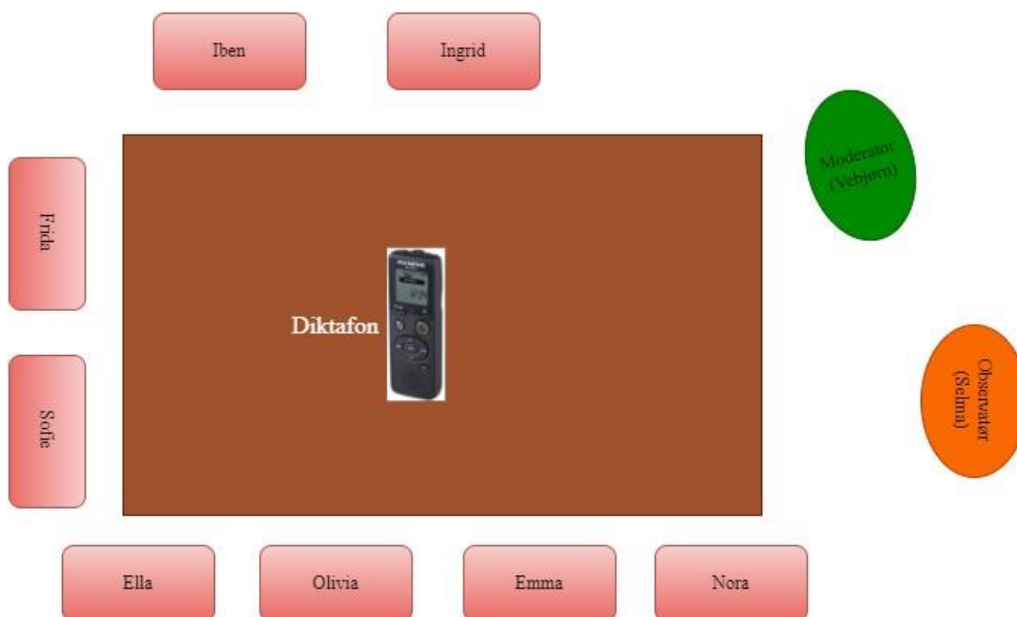 Iben
Ingrid
Moderator
(Vebjørn)
Frida
Diktafon
Observatør
(Selma)
Sofie
Ella
Olivia
Emma
Nora